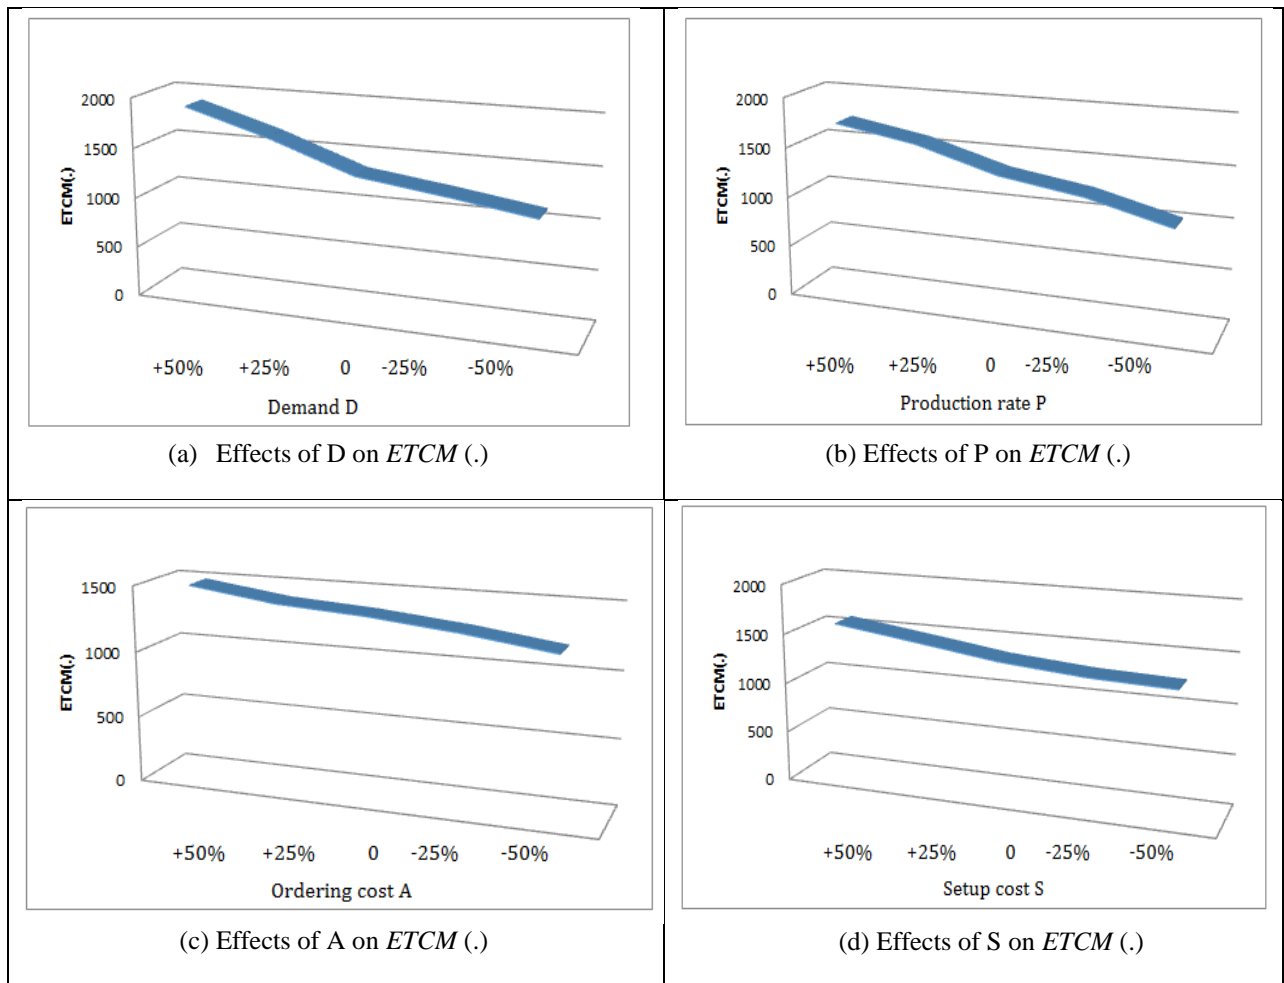 2000
1500
1000
500
0
ETCM(.)
+50% +25% 0 -25% -50%
Demand D
(a) Effects of D on ETCM (.)
2000
1500
1000
500
0
ETCM(.)
+50% +25% 0 -25% -50%
Production rate P
(b) Effects of P on ETCM (.)
1500
1000
500
0
ETCM(.)
+50% +25% 0 -25% -50%
Ordering cost A
(c) Effects of A on ETCM (.)
2000
1500
1000
500
0
ETCM(.)
+50% +25% 0 -25% -50%
Setup cost S
(d) Effects of S on ETCM (.)